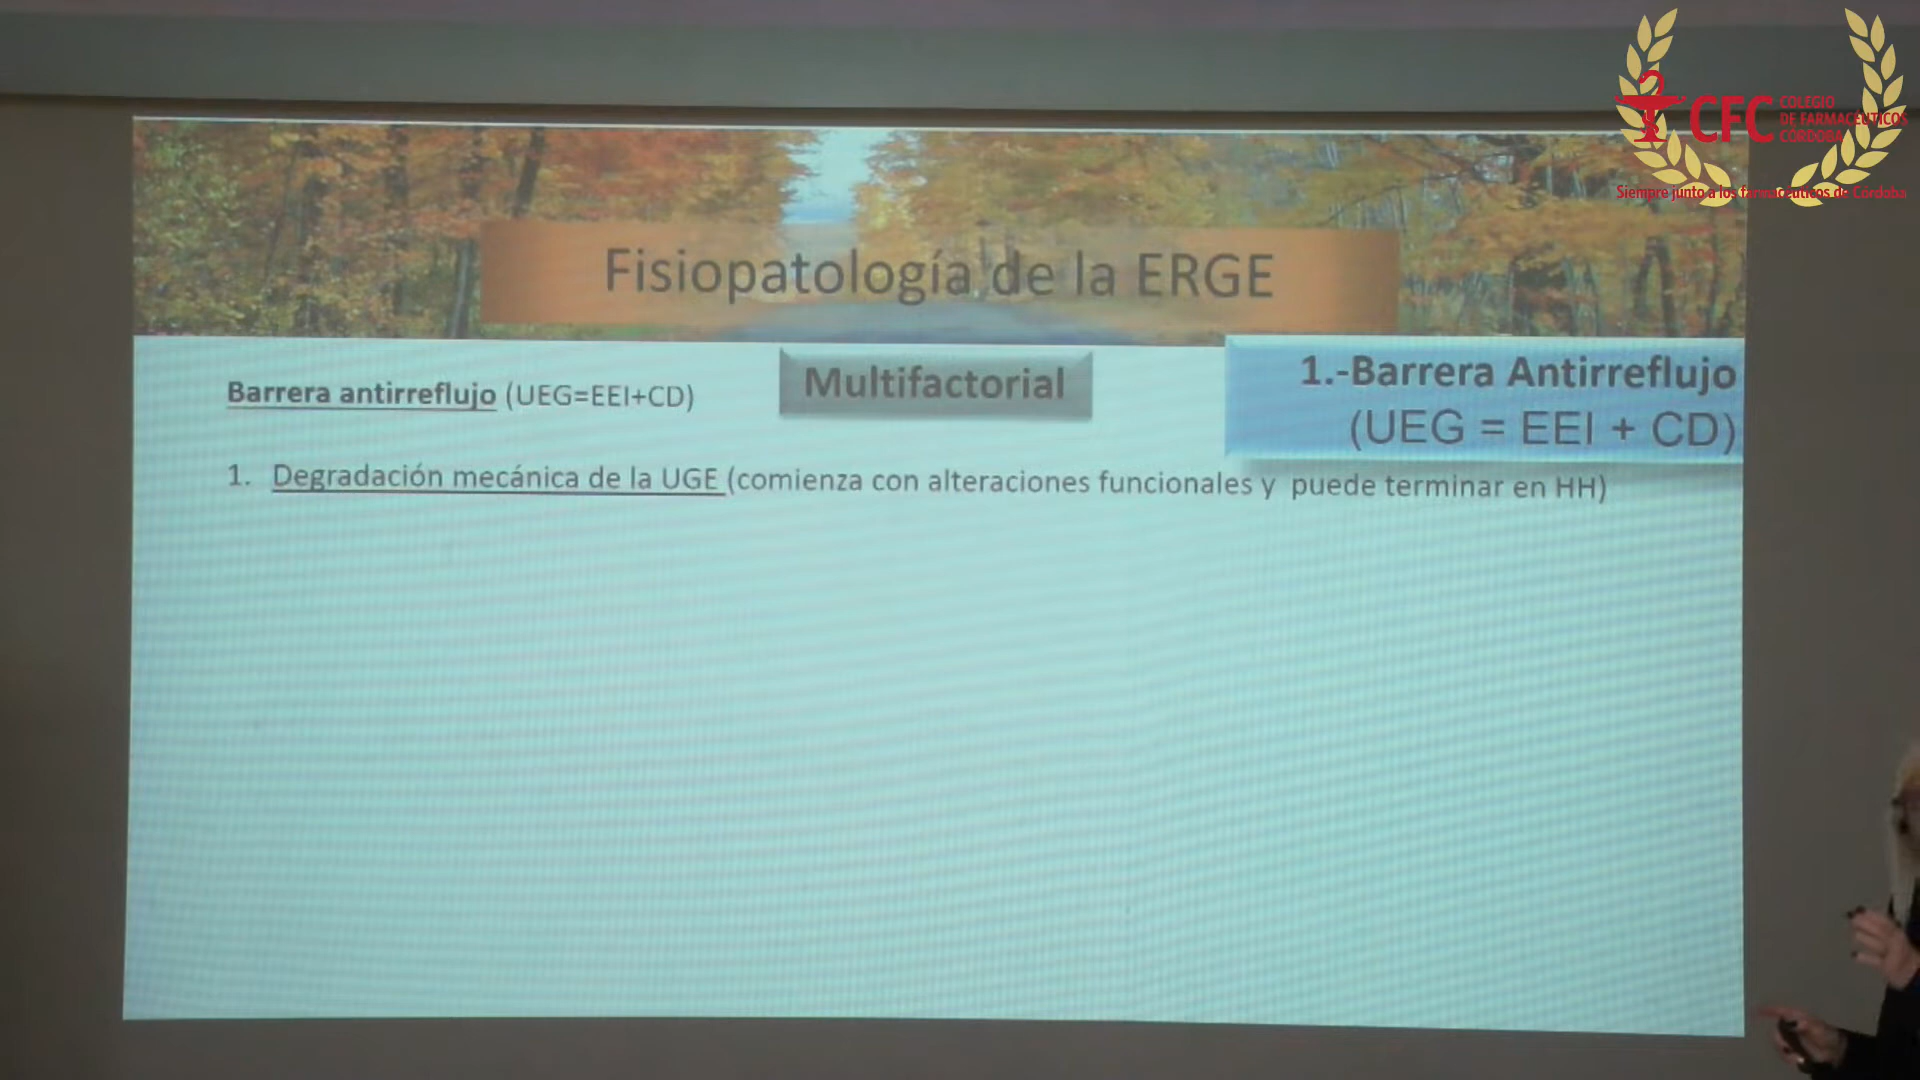 CFC
COLEGIO
DE FARMACÉUTICOS
CÓRDOBA
Siempre junto a los farmacéuticos de Córdoba
Fisiopatología de la ERGE
Barrera antirreflujo (UEG=EEI+CD)
Multifactorial
1.-Barrera Antirreflujo
(UEG = EEI + CD)
1. Degradación mecánica de la UGE (comienza con alteraciones funcionales y puede terminar en HH)